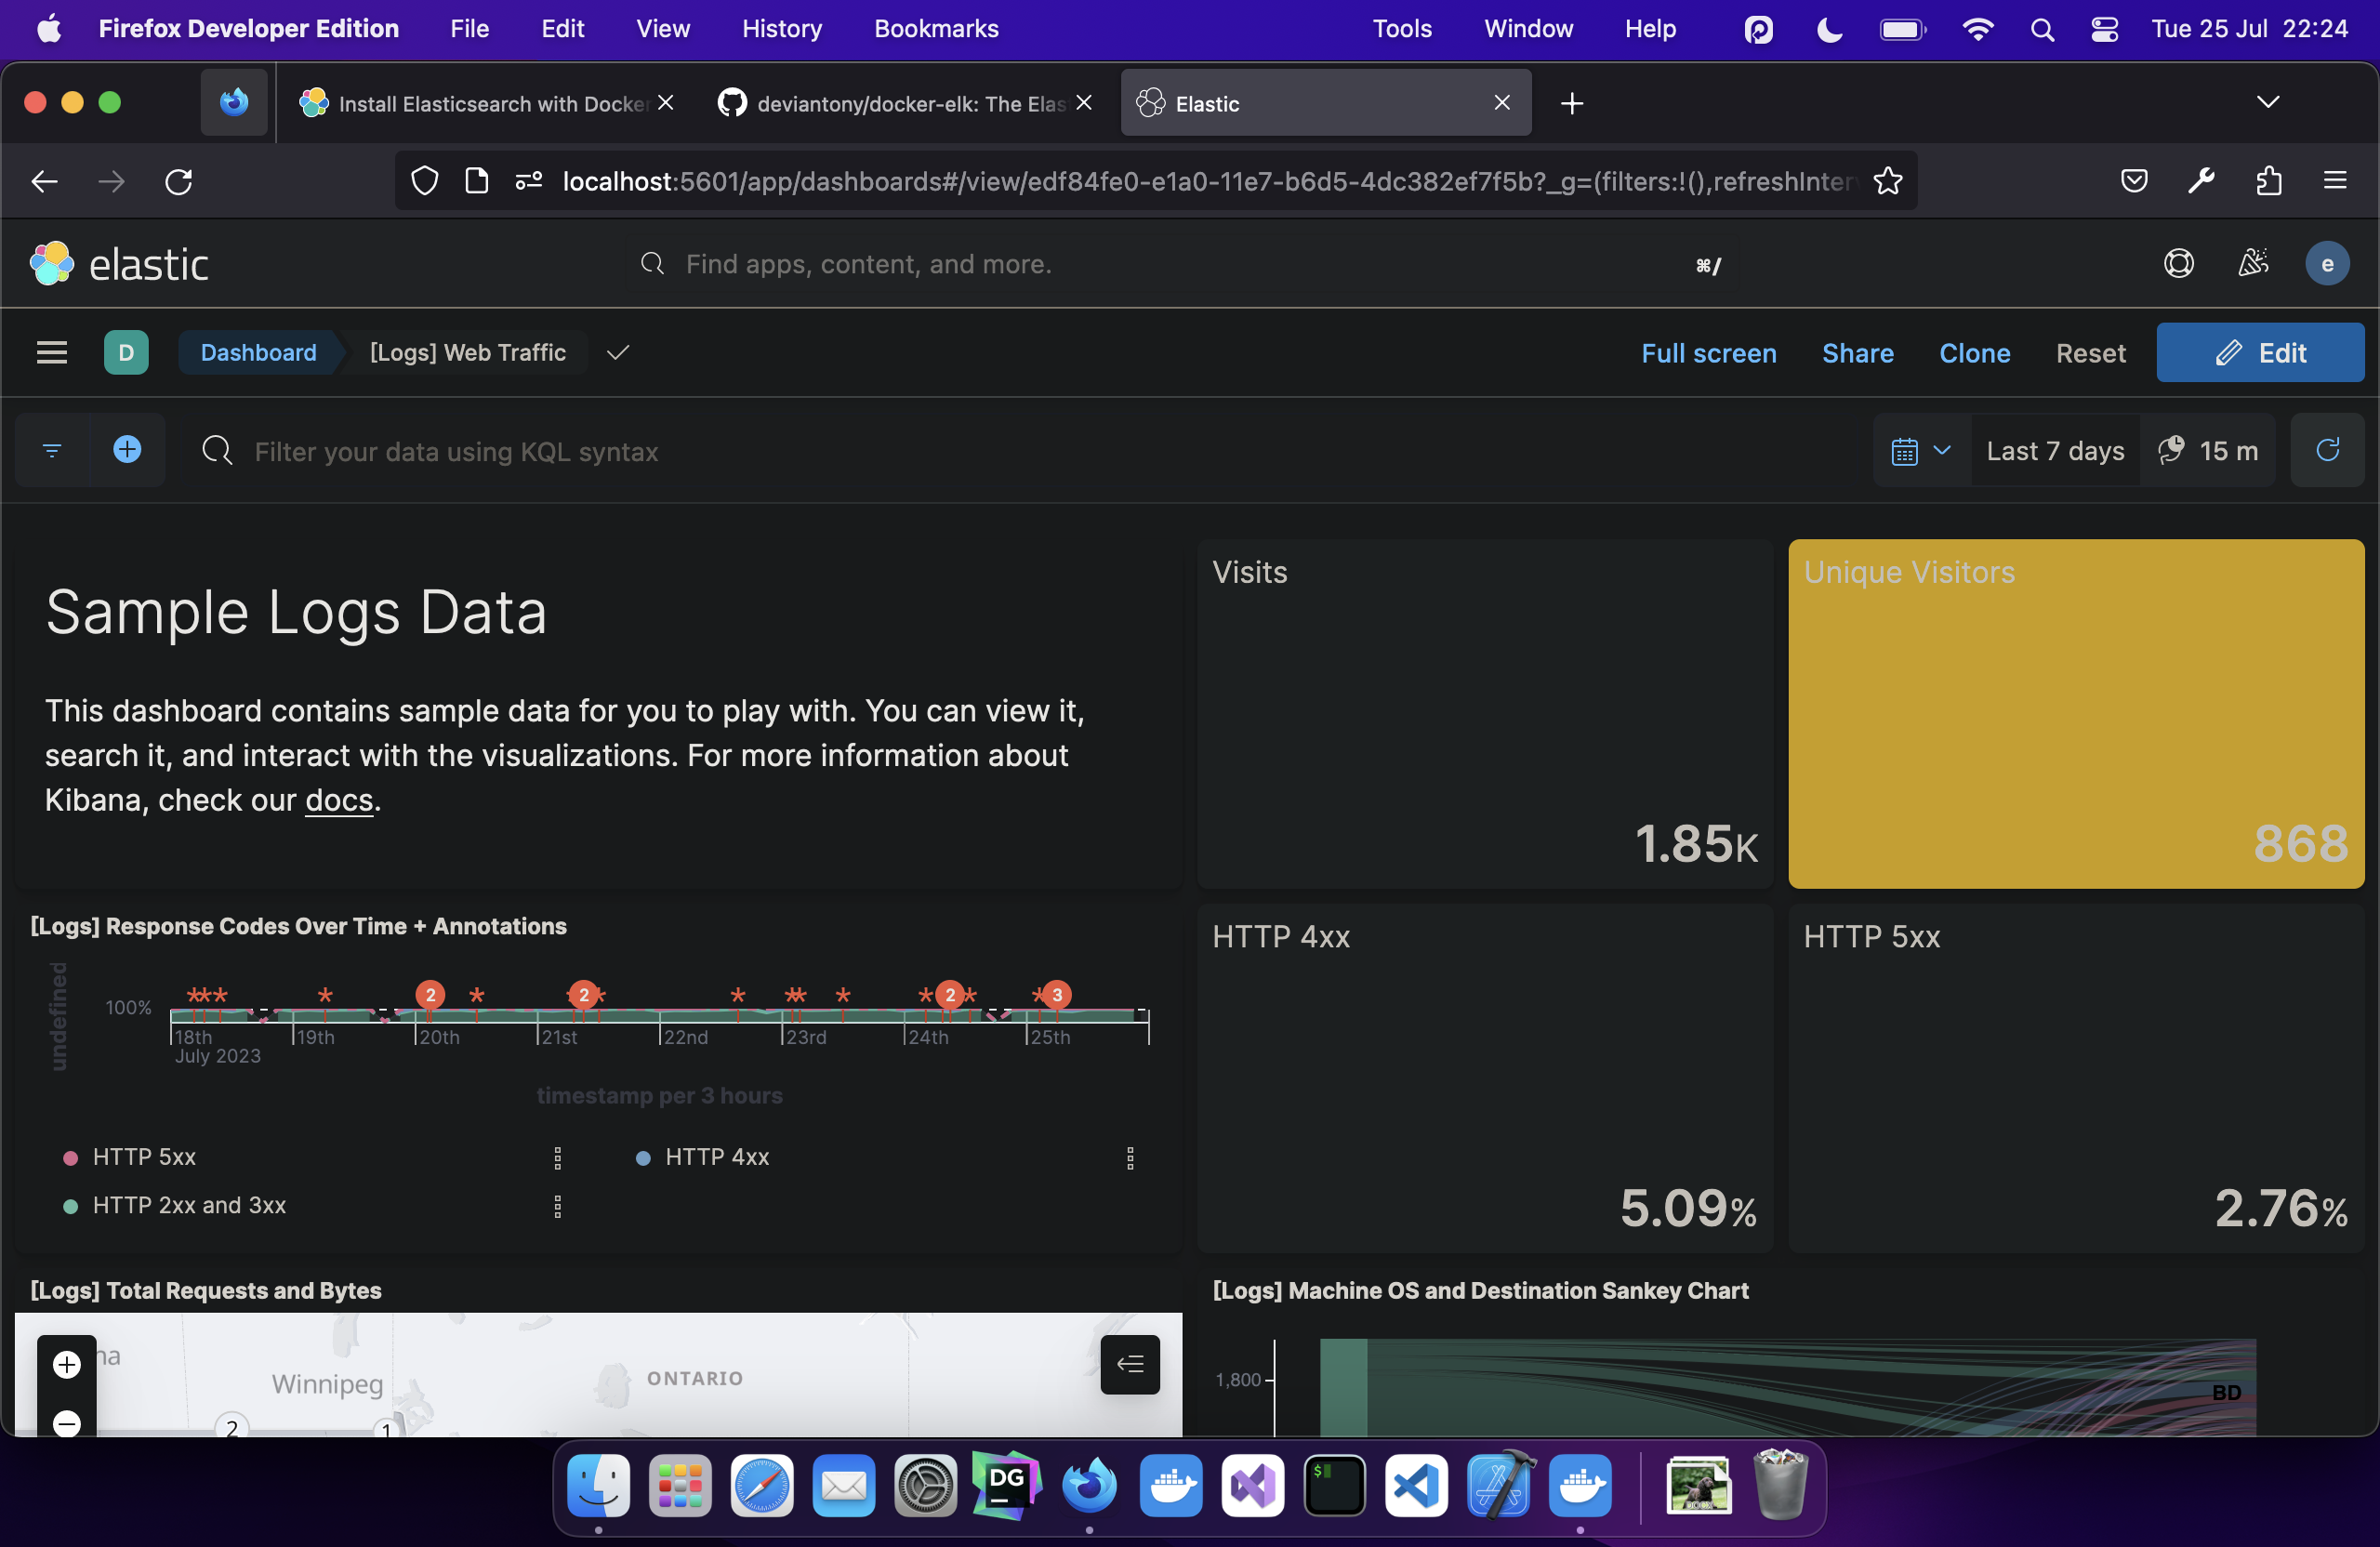 Firefox Developer Edition File Edit View History Bookmarks Tools Window Help Tue 25 Jul 22:24
Install Elasticsearch with Docker deviantony/docker-elk: The Elas Elastic
localhost:5601/app/dashboards#/view/edf84fe0-e1a0-11e7-b6d5-4dc382ef7f5b?_g=(filters:!(),refreshInter
elastic Find apps, content, and more. ⌘/ e
D Dashboard [Logs] Web Traffic Full screen Share Clone Reset Edit
Filter your data using KQL syntax Last 7 days 15 m
Sample Logs Data
This dashboard contains sample data for you to play with. You can view it,
search it, and interact with the visualizations. For more information about
Kibana, check our docs.
Visits
1.85K
Unique Visitors
868
[Logs] Response Codes Over Time + Annotations
undefined
100%
2 2 2 3
18th 19th 20th 21st 22nd 23rd 24th 25th
July 2023
timestamp per 3 hours
HTTP 5xx HTTP 4xx
HTTP 2xx and 3xx
HTTP 4xx
5.09%
HTTP 5xx
2.76%
[Logs] Total Requests and Bytes
na
Winnipeg ONTARIO
2 1
[Logs] Machine OS and Destination Sankey Chart
1,800
BD
DG
$